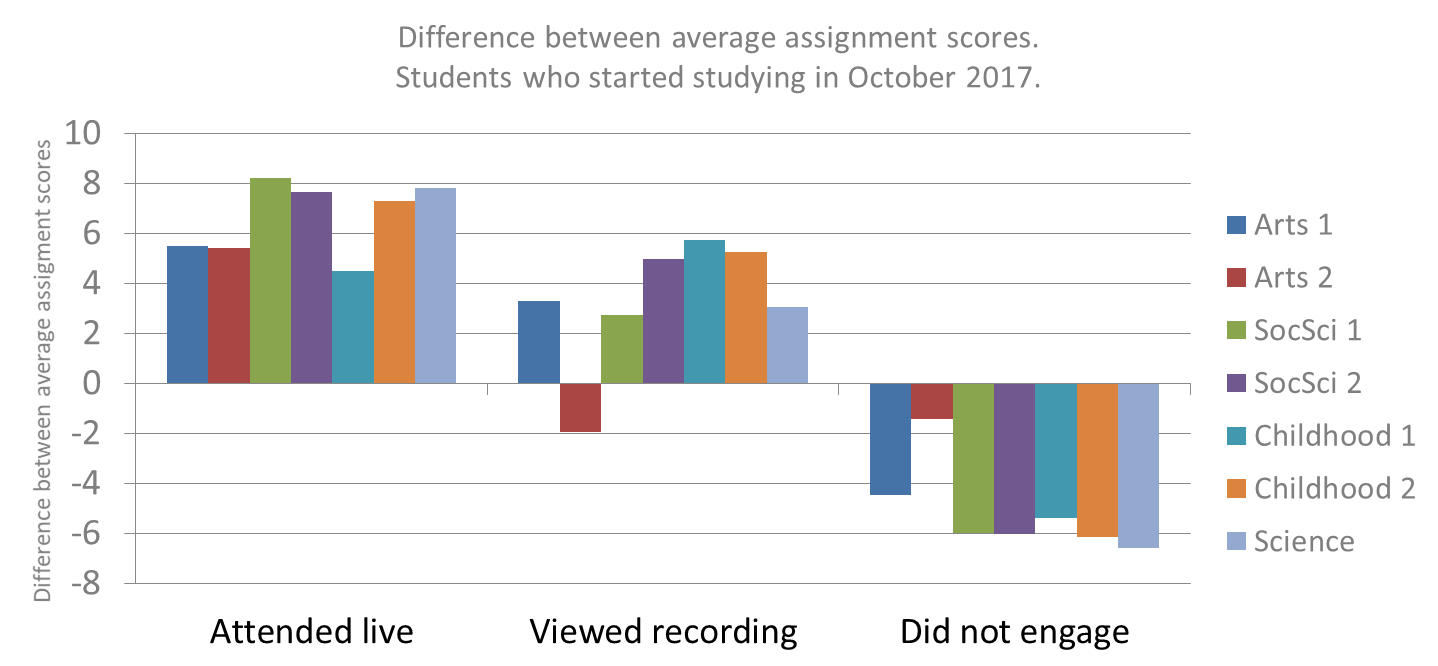 Difference between average assignment scores.
Students who started studying in October 2017.
Difference between average assigment scores
10
8
6
4
2
0
-2
-4
-6
-8
Attended live
Viewed recording
Did not engage
Arts 1
Arts 2
SocSci 1
SocSci 2
Childhood 1
Childhood 2
Science